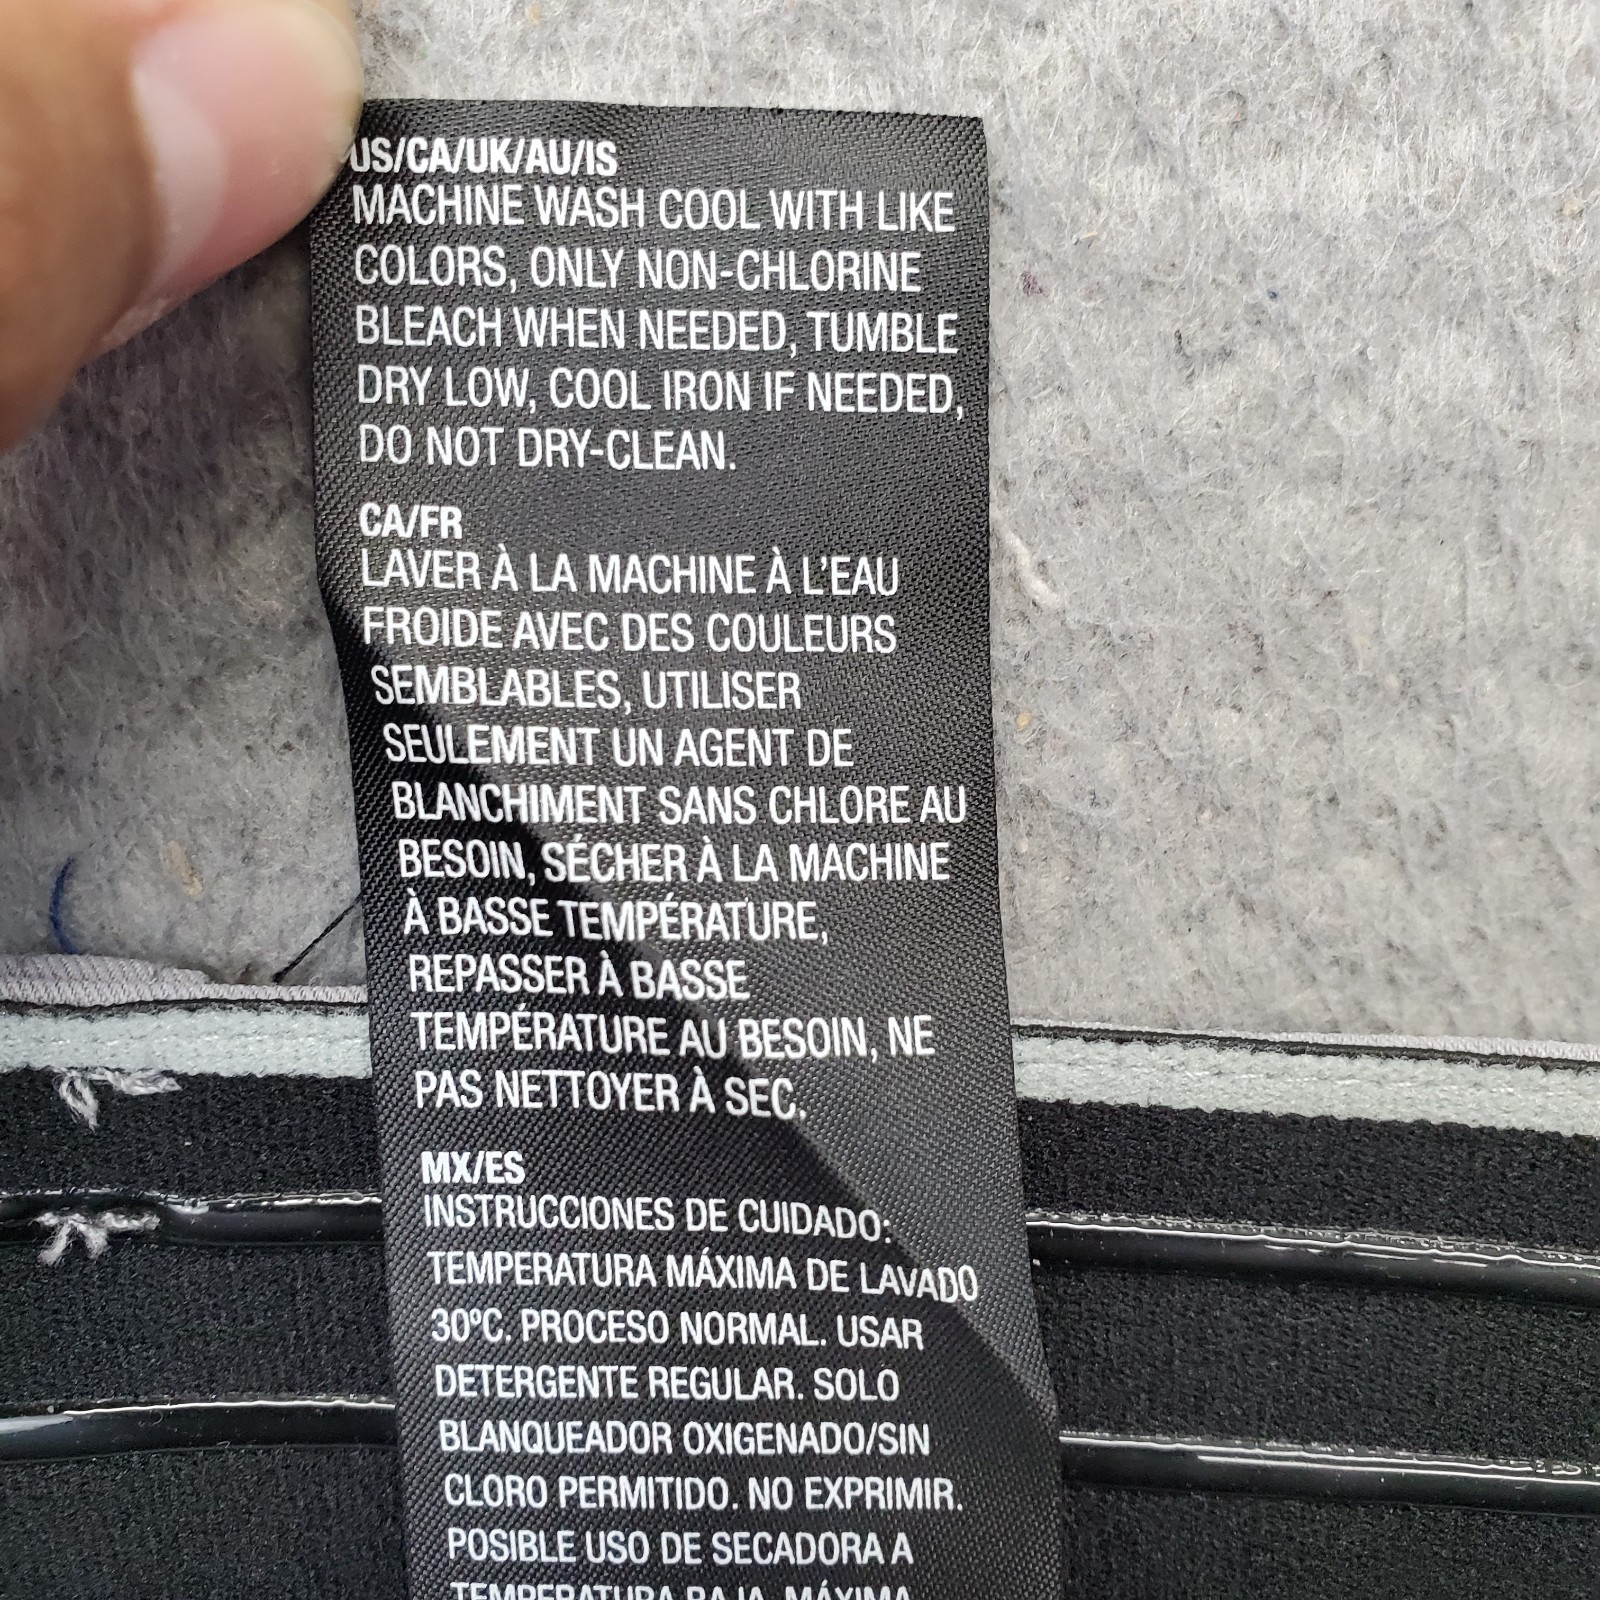 US/CA/UK/AU/IS
MACHINE WASH COOL WITH LIKE
COLORS, ONLY NON-CHLORINE
BLEACH WHEN NEEDED, TUMBLE
DRY LOW, COOL IRON IF NEEDED,
DO NOT DRY-CLEAN.
CA/FR
LAVER À LA MACHINE À L'EAU
FROIDE AVEC DES COULEURS
SEMBLABLES, UTILISER
SEULEMENT UN AGENT DE
BLANCHIMENT SANS CHLORE AU
BESOIN, SÉCHER À LA MACHINE
À BASSE TEMPÉRATURE,
REPASSER À BASSE
TEMPÉRATURE AU BESOIN, NE
PAS NETTOYER À SEC.
MX/ES
INSTRUCCIONES DE CUIDADO:
TEMPERATURA MÁXIMA DE LAVADO
30ºC. PROCESO NORMAL. USAR
DETERGENTE REGULAR. SOLO
BLANQUEADOR OXIGENADO/SIN
CLORO PERMITIDO. NO EXPRIMIR.
POSIBLE USO DE SECADORA A
TEMPERATURA BAJA, MÁXIMA